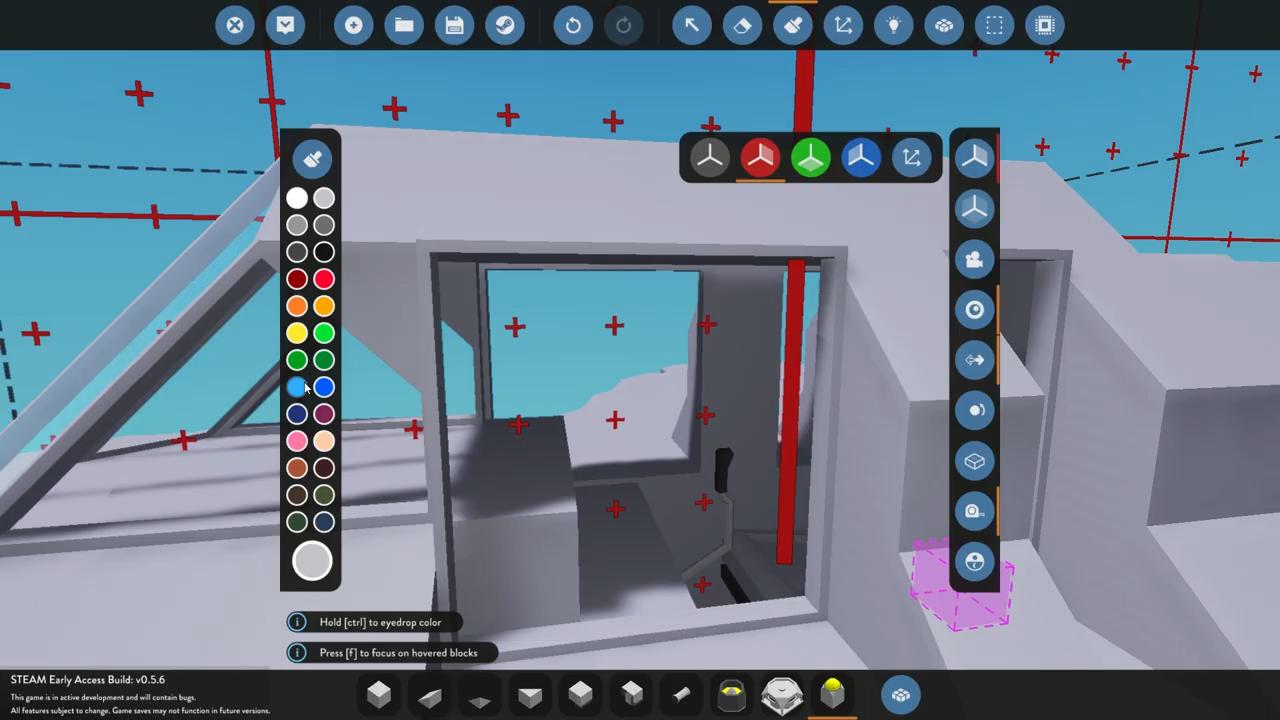 Hold [ctrl] to eyedrop color
Press [f] to focus on hovered blocks
STEAM Early Access Build: v0.5.6
This game is in active development and will contain bugs.
All features subject to change. Game saves may not function in future versions.